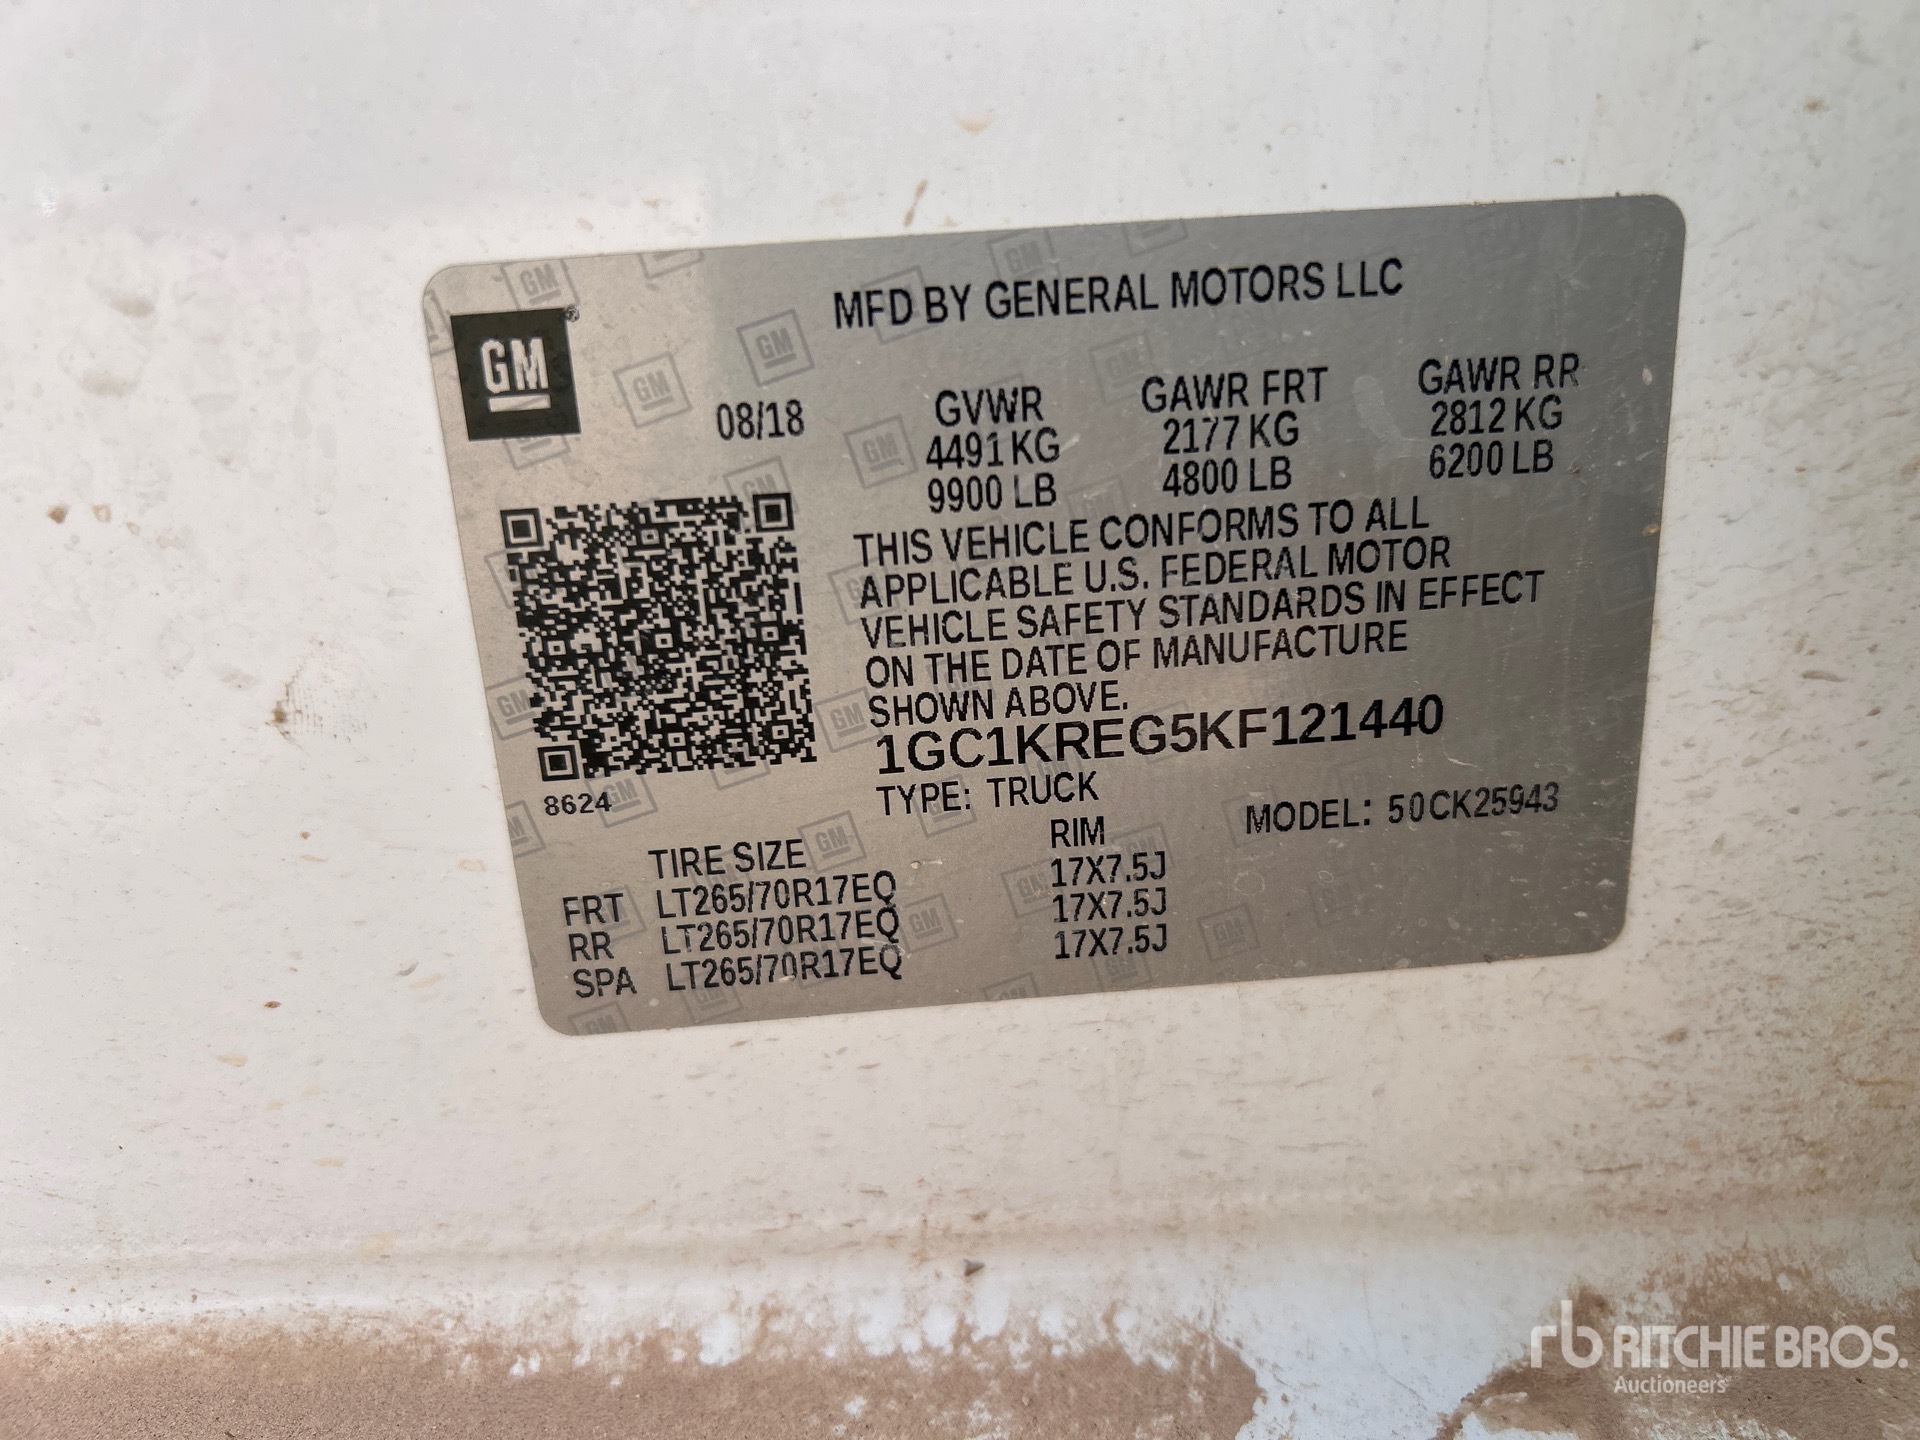 GM
MFD BY GENERAL MOTORS LLC
08/18
GVWR GAWR FRT GAWR RR
4491 KG 2177 KG 2812 KG
9900 LB 4800 LB 6200 LB
THIS VEHICLE CONFORMS TO ALL
APPLICABLE U.S. FEDERAL MOTOR
VEHICLE SAFETY STANDARDS IN EFFECT
ON THE DATE OF MANUFACTURE
SHOWN ABOVE.
1GC1KREG5KF121440
8624
TYPE: TRUCK MODEL: 50CK25943
TIRE SIZE RIM
FRT LT265/70R17EQ 17X7.5J
RR LT265/70R17EQ 17X7.5J
SPA LT265/70R17EQ 17X7.5J
rb RITCHIE BROS.
Auctioneers